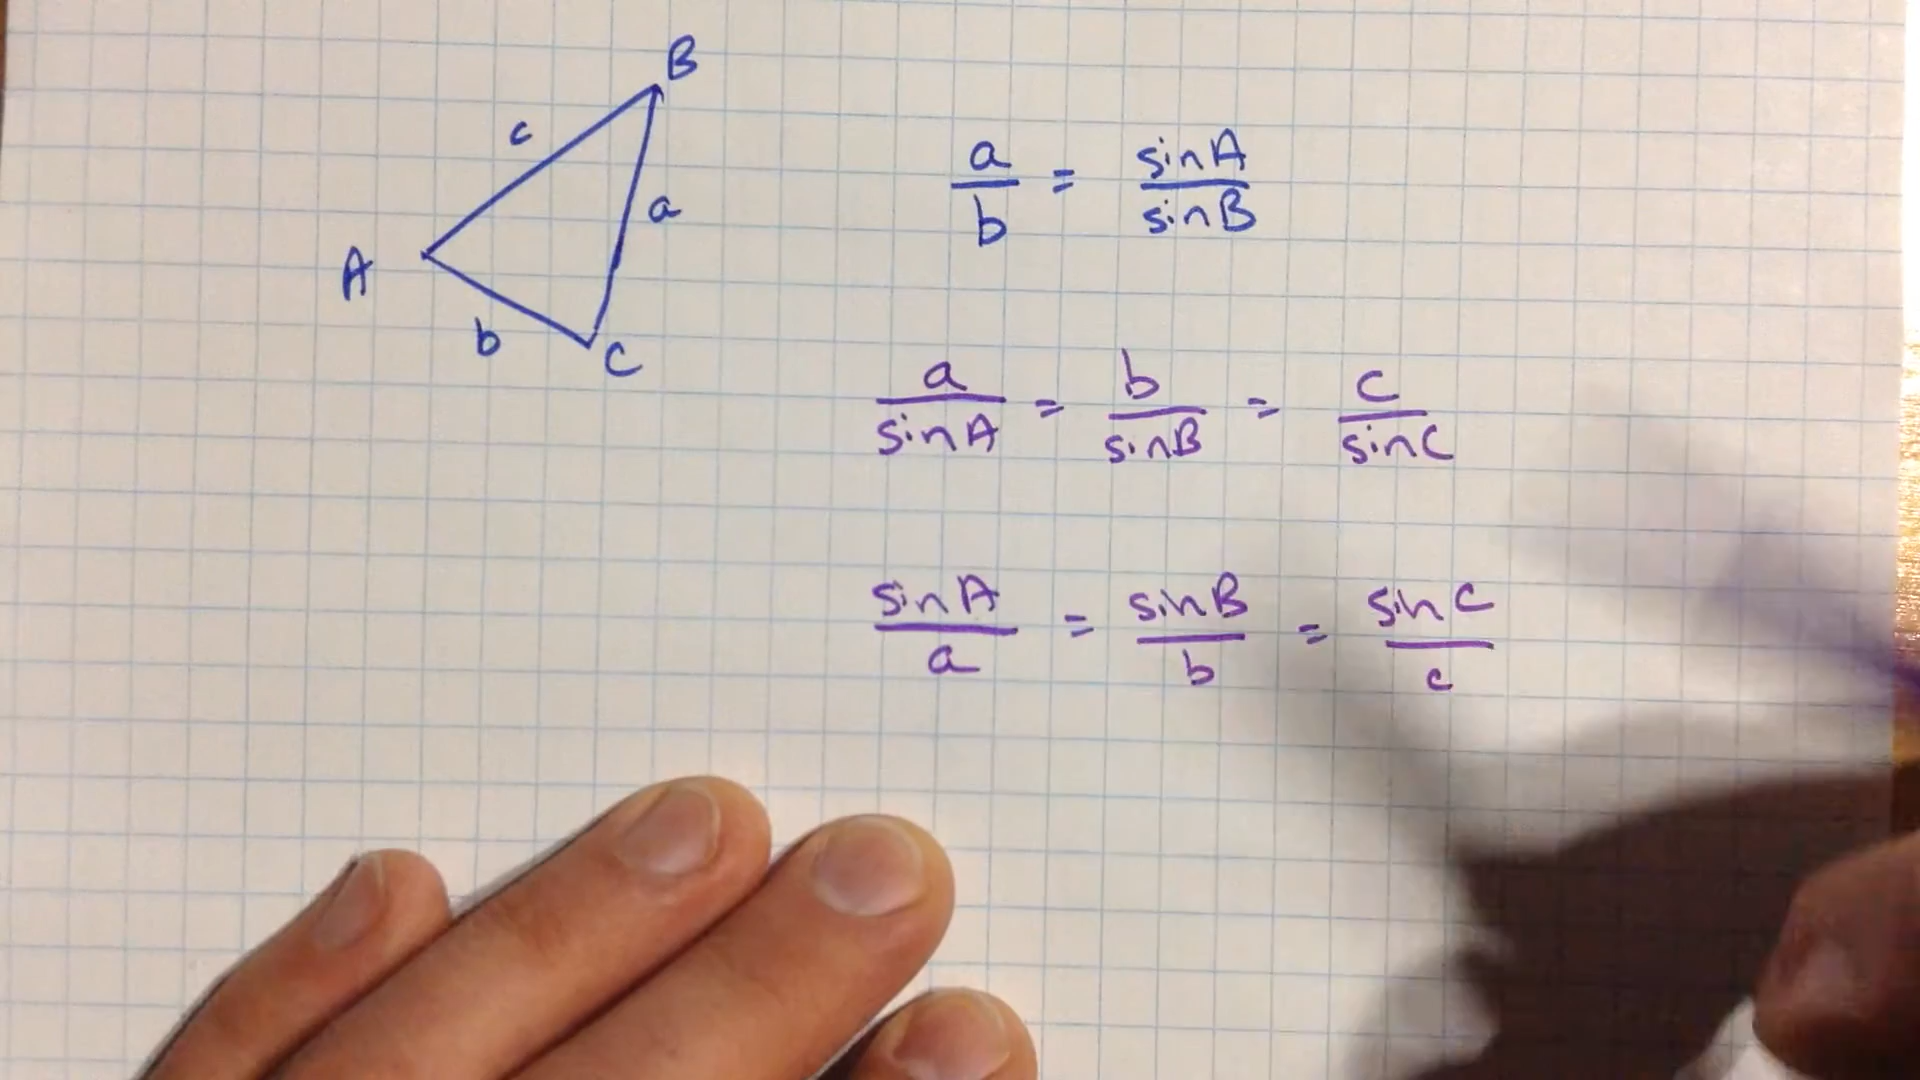 B
c
a
A
b
C
a/b = sinA/sinB
a/sinA = b/sinB = c/sinC
sinA/a = sinB/b = sinC/c